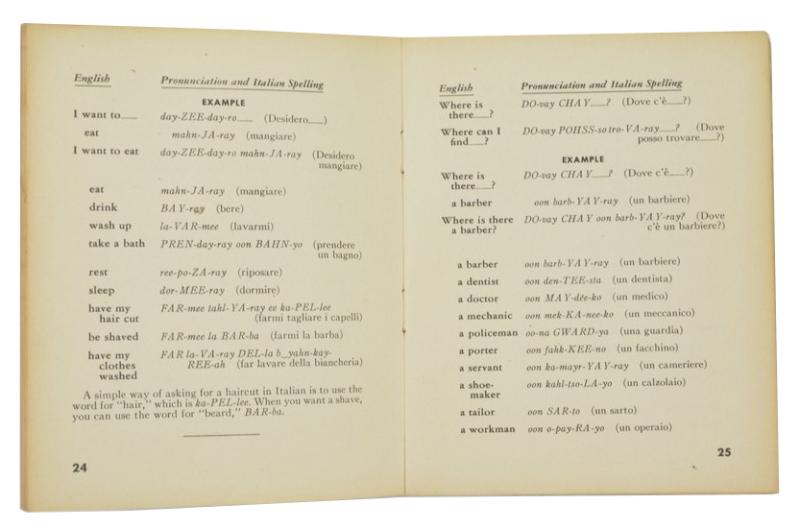 English Pronunciation and Italian Spelling
EXAMPLE
I want to____ day-ZEE-day-ro____ (Desidero____)
eat mahn-JA-ray (mangiare)
I want to eat day-ZEE-day-ro mahn-JA-ray (Desidero
mangiare)
eat mahn-JA-ray (mangiare)
drink BAY-ray (bere)
wash up la-VAR-mee (lavarmi)
take a bath PREN-day-ray oon BAHN-yo (prendere
un bagno)
rest ree-po-ZA-ray (riposare)
sleep dor-MEE-ray (dormire)
have my FAR-mee tahl-YA-ray ee ka-PEL-lee
hair cut (farmi tagliare i capelli)
be shaved FAR-mee la BAR-ba (farmi la barba)
have my FAR la-VA-ray DEL-la b_yahn-kay-
clothes REE-ah (far lavare della biancheria)
washed
A simple way of asking for a haircut in Italian is to use the
word for "hair," which is ka-PEL-lee. When you want a shave,
you can use the word for "beard," BAR-ba.
24
English Pronunciation and Italian Spelling
Where is DO-vay CHAY____? (Dove c'è____?)
there____?
Where can I DO-vay POHSS-so tro-VA-ray____? (Dove
find____? posso trovare____?)
EXAMPLE
Where is DO-vay CHAY____? (Dove c'è____?)
there____?
a barber oon barb-YAY-ray (un barbiere)
Where is there DO-vay CHAY oon barb-YAY-ray? (Dove
a barber? c'è un barbiere?)
a barber oon barb-YAY-ray (un barbiere)
a dentist oon den-TEE-sta (un dentista)
a doctor oon MAY-dee-ko (un medico)
a mechanic oon mek-KA-nee-ko (un meccanico)
a policeman oo-na GWARD-ya (una guardia)
a porter oon fahk-KEE-no (un facchino)
a servant oon ka-mayr-YAY-ray (un cameriere)
a shoe- oon kahl-tso-LA-yo (un calzolaio)
maker
a tailor oon SAR-to (un sarto)
a workman oon o-pay-RA-yo (un operaio)
25